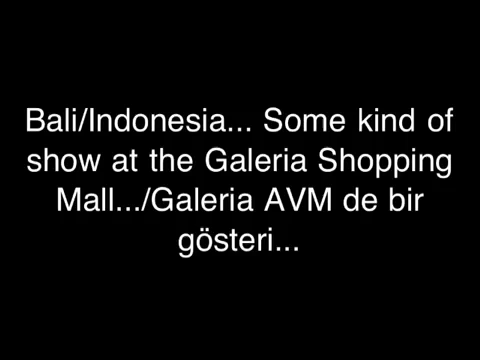 Bali/Indonesia... Some kind of
show at the Galeria Shopping
Mall.../Galeria AVM de bir
gösteri...